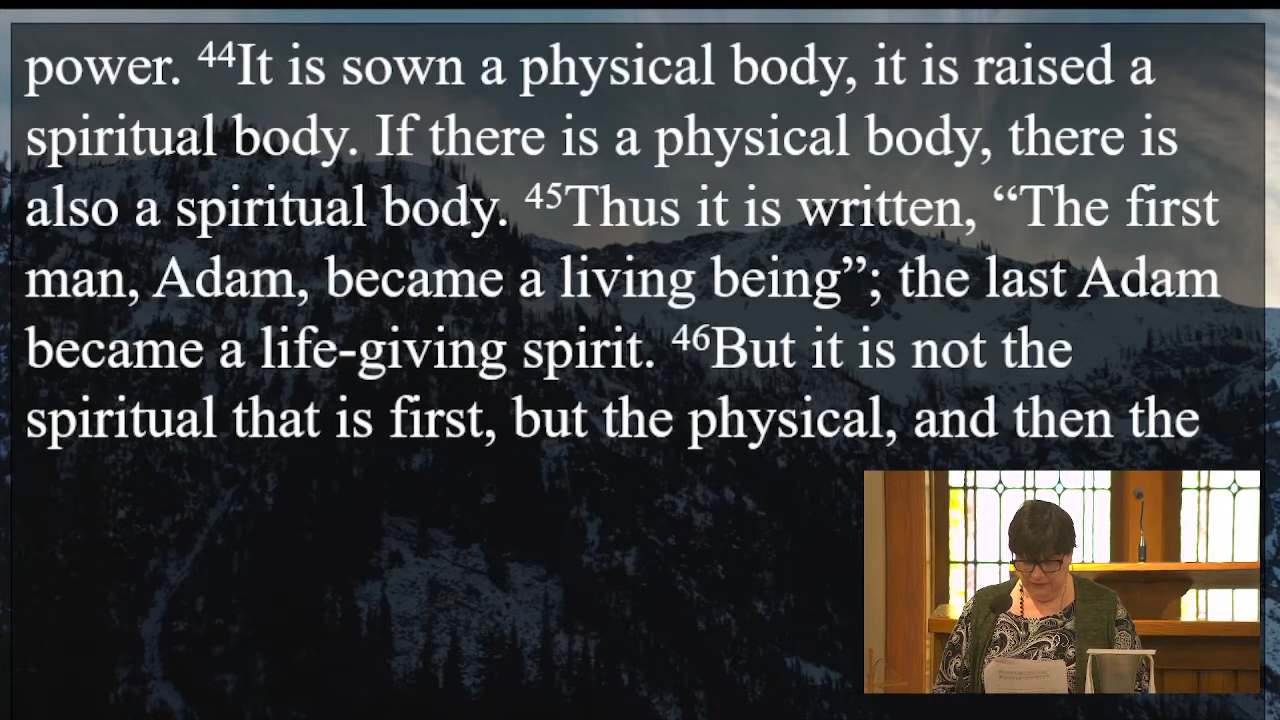 power. ⁴⁴It is sown a physical body, it is raised a
spiritual body. If there is a physical body, there is
also a spiritual body. ⁴⁵Thus it is written, “The first
man, Adam, became a living being”; the last Adam
became a life-giving spirit. ⁴⁶But it is not the
spiritual that is first, but the physical, and then the